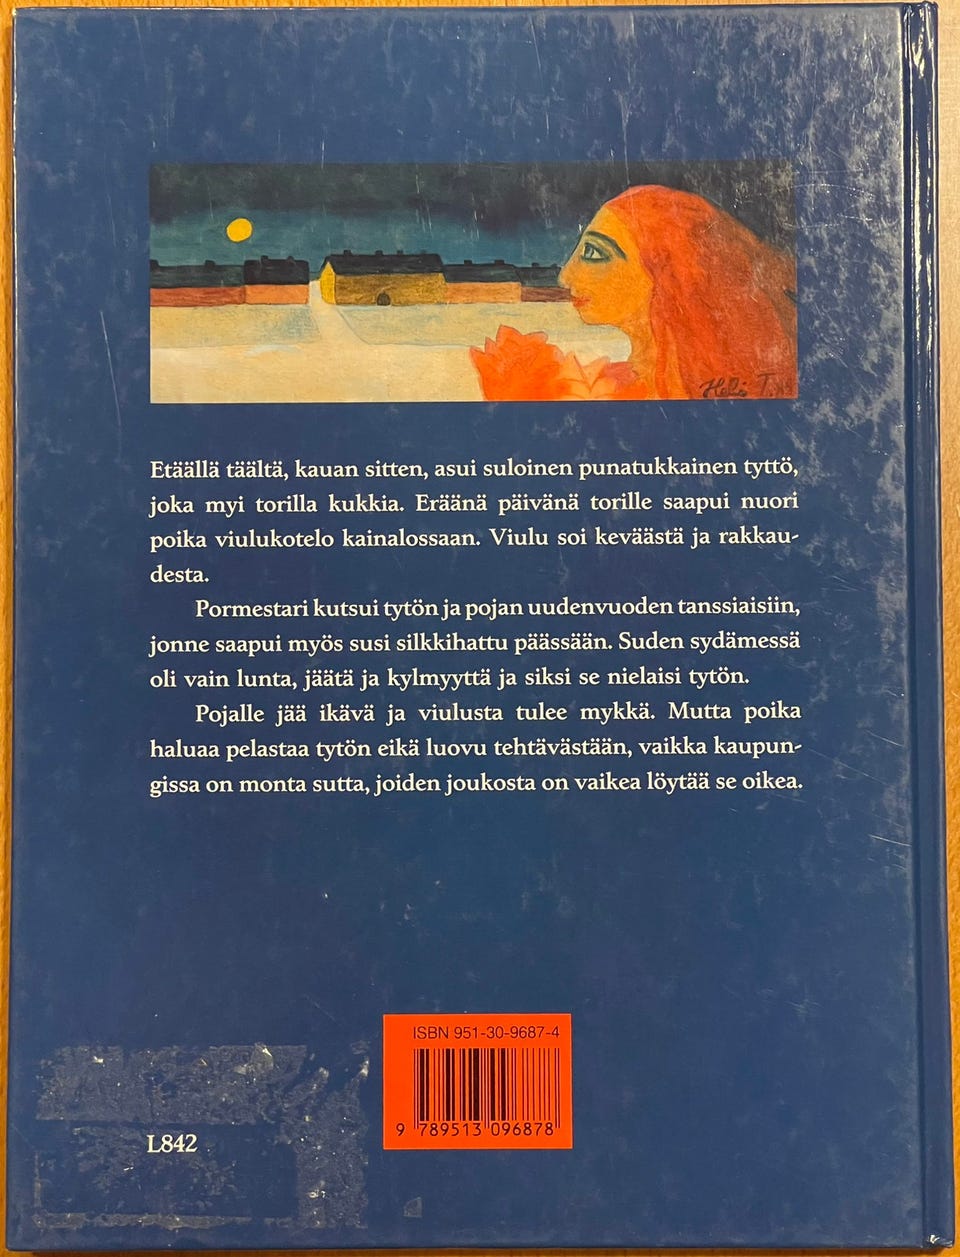 Heliö T.
Etäällä täältä, kauan sitten, asui suloinen punatukkainen tyttö,
joka myi torilla kukkia. Eräänä päivänä torille saapui nuori
poika viulukotelo kainalossaan. Viulu soi keväästä ja rakkau-
desta.
Pormestari kutsui tytön ja pojan uudenvuoden tanssiaisiin,
jonne saapui myös susi silkkihattu päässään. Suden sydämessä
oli vain lunta, jäätä ja kylmyyttä ja siksi se nielaisi tytön.
Pojalle jää ikävä ja viulusta tulee mykkä. Mutta poika
haluaa pelastaa tytön eikä luovu tehtävästään, vaikka kaupun-
gissa on monta sutta, joiden joukosta on vaikea löytää se oikea.
ISBN 951-30-9687-4
9 789513 096878
L842